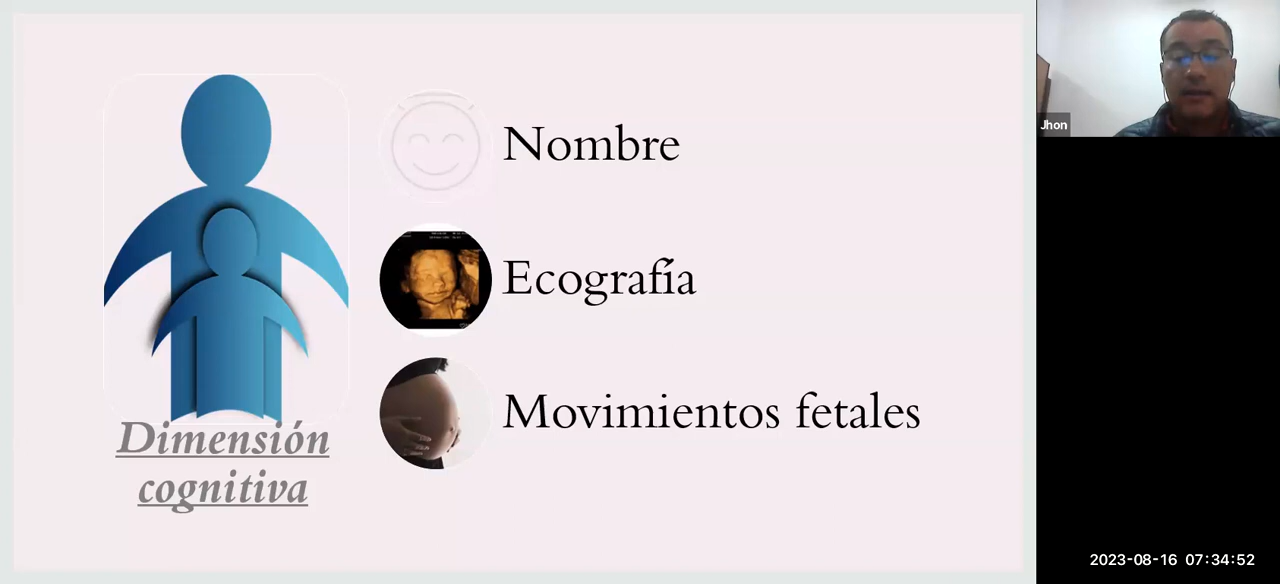 Nombre
Ecografía
Movimientos fetales
Dimensión
cognitiva
Jhon
2023-08-16 07:34:52